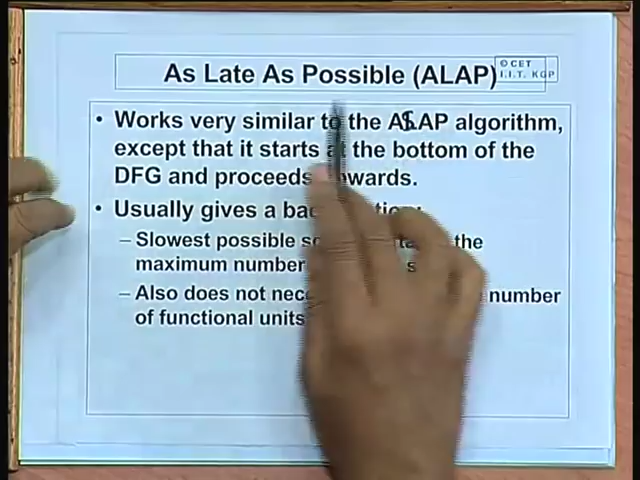 As Late As Possible (ALAP)
© CET
I.I.T. KGP
• Works very similar to the ASAP algorithm,
except that it starts at the bottom of the
DFG and proceeds upwards.
• Usually gives a bad
– Slowest possible the
maximum number
– Also does not number
of functional units